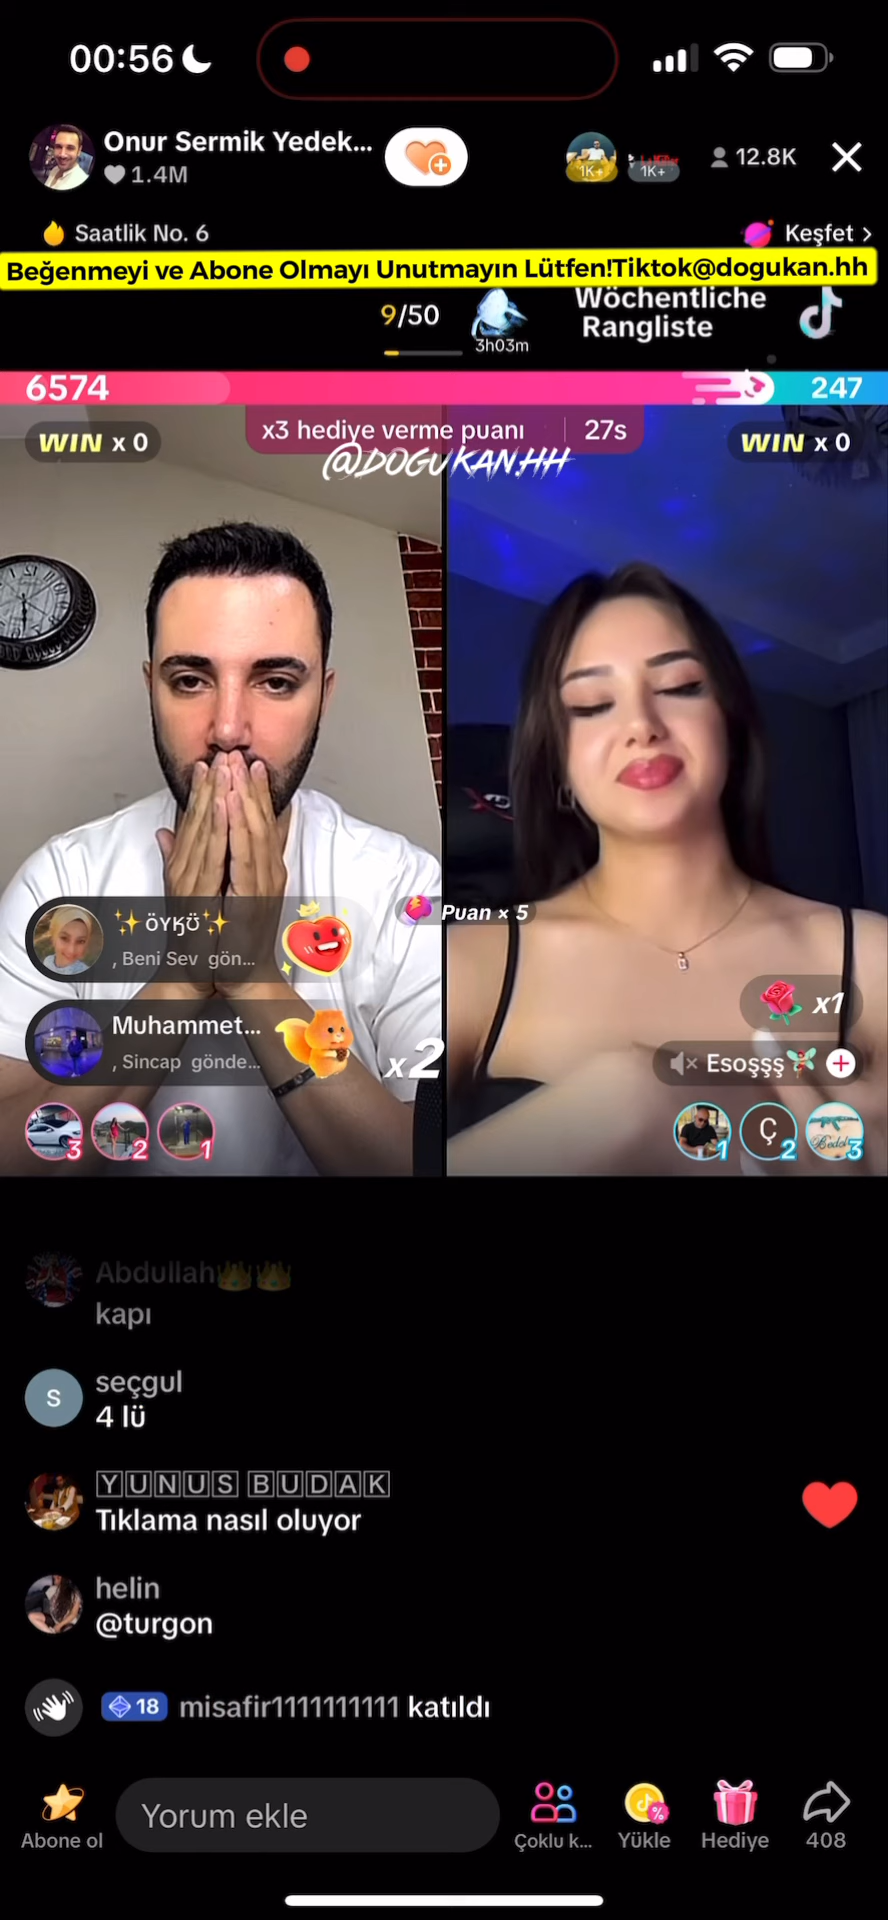 00:56
Onur Sermik Yedek...
1.4M
1K+
1K+
12.8K
Saatlik No. 6
Keşfet >
Beğenmeyi ve Abone Olmayı Unutmayın Lütfen!Tiktok@dogukan.hh
9/50
3h03m
Wöchentliche
Rangliste
6574
247
WIN x 0
x3 hediye verme puanı
27s
WIN x 0
@DOGUKAN.HH
✨öʏӄü✨
, Beni Sev gön...
Puan × 5
x1
Muhammet...
, Sincap gönde...
x2
Esoşşş
3
2
1
1
Ç
2
Bedel
3
Abdullah
kapı
S
seçgul
4 lü
YUNUS BUDAK
Tıklama nasıl oluyor
helin
@turgon
18 misafir1111111111 katıldı
Abone ol
Yorum ekle
Çoklu k...
Yükle
Hediye
408